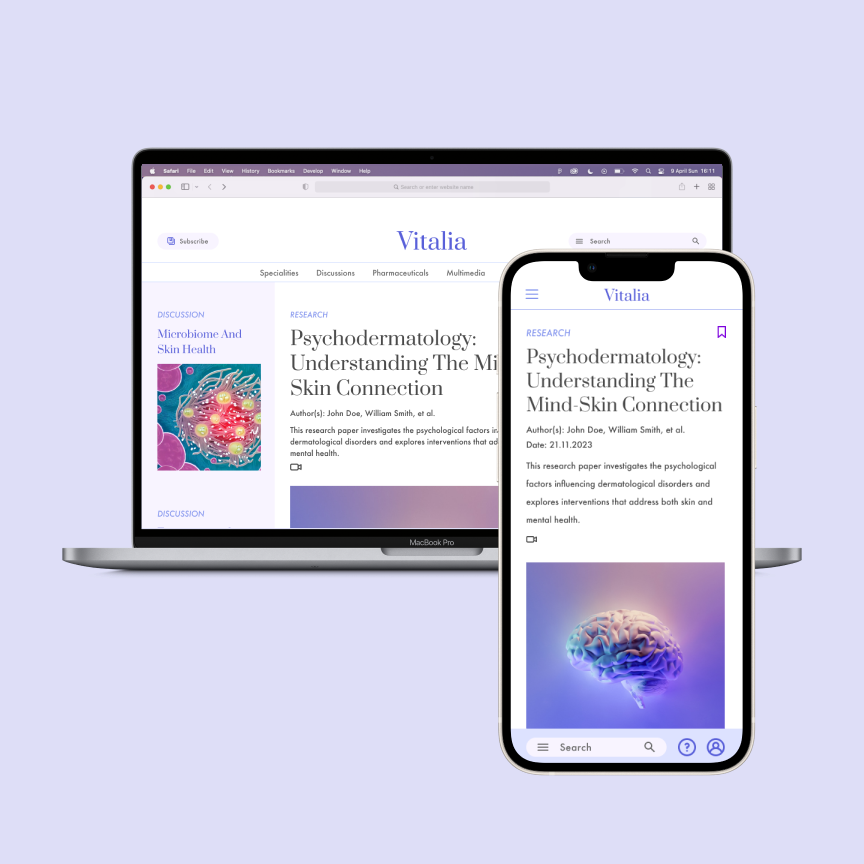 Safari File Edit View History Bookmarks Develop Window Help
9 April Sun 16:11
Search or enter website name
Subscribe
Vitalia
Search
Specialities Discussions Pharmaceuticals Multimedia
DISCUSSION
Microbiome And
Skin Health
DISCUSSION
RESEARCH
Psychodermatology:
Understanding The Mi
Skin Connection
Author(s): John Doe, William Smith, et al.
This research paper investigates the psychological factors in
dermatological disorders and explores interventions that ad
mental health.
MacBook Pro
Vitalia
RESEARCH
Psychodermatology:
Understanding The
Mind-Skin Connection
Author(s): John Doe, William Smith, et al.
Date: 21.11.2023
This research paper investigates the psychological
factors influencing dermatological disorders and
explores interventions that address both skin and
mental health.
Search
?